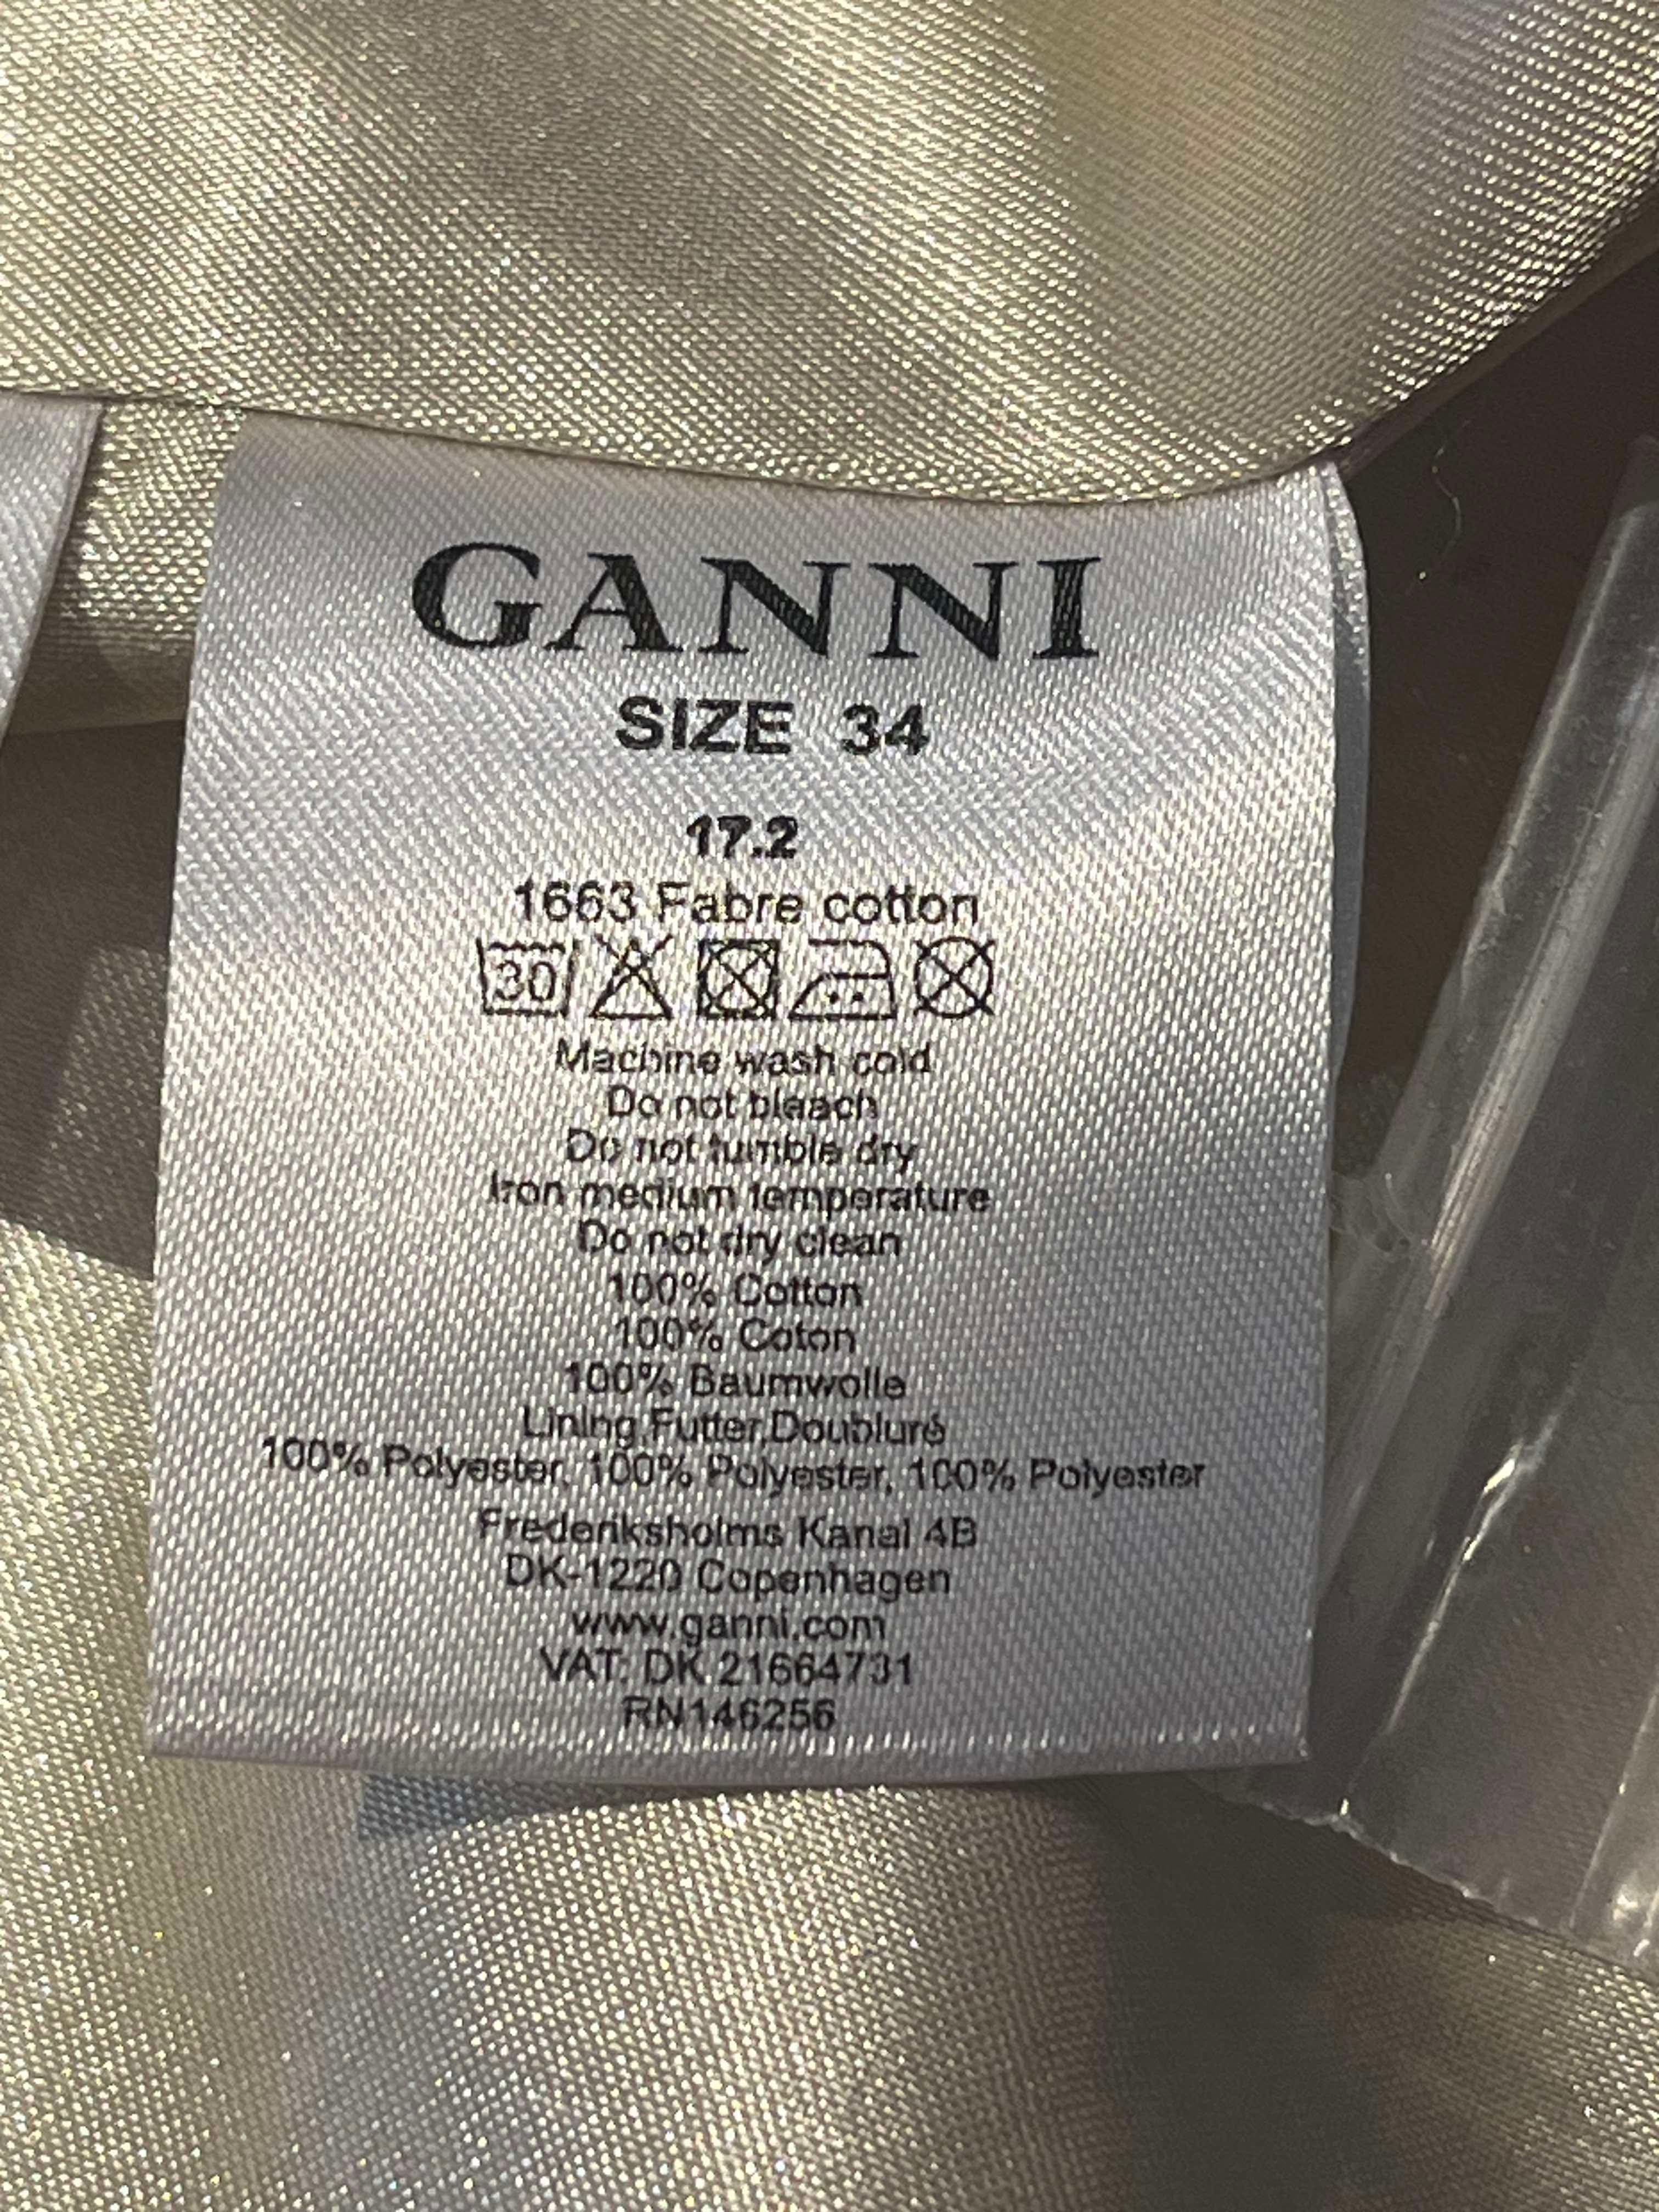 GANNI
SIZE 34
17.2
1663 Fabre cotton
30
Machine wash cold
Do not bleach
Do not tumble dry
Iron medium temperature
Do not dry clean
100% Cotton
100% Coton
100% Baumwolle
Lining,Futter,Doublure
100% Polyester, 100% Polyester, 100% Polyester
Frederiksholms Kanal 4B
DK-1220 Copenhagen
www.ganni.com
VAT: DK 21664731
RN146256